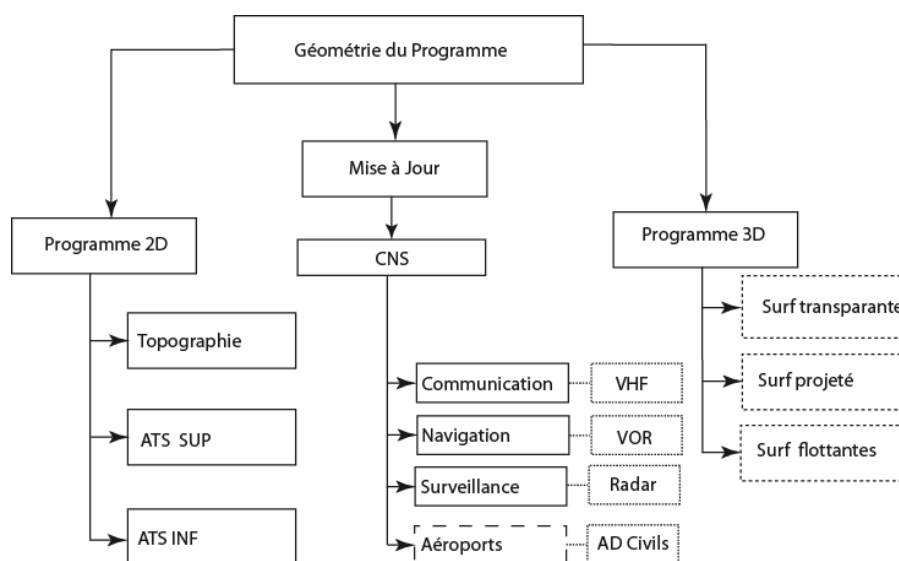 Géométrie du Programme
Mise à Jour
Programme 2D
CNS
Programme 3D
Topographie
ATS SUP
ATS INF
Communication
VHF
Navigation
VOR
Surveillance
Radar
Aéroports
AD Civils
Surf transparante
Surf projeté
Surf flottantes